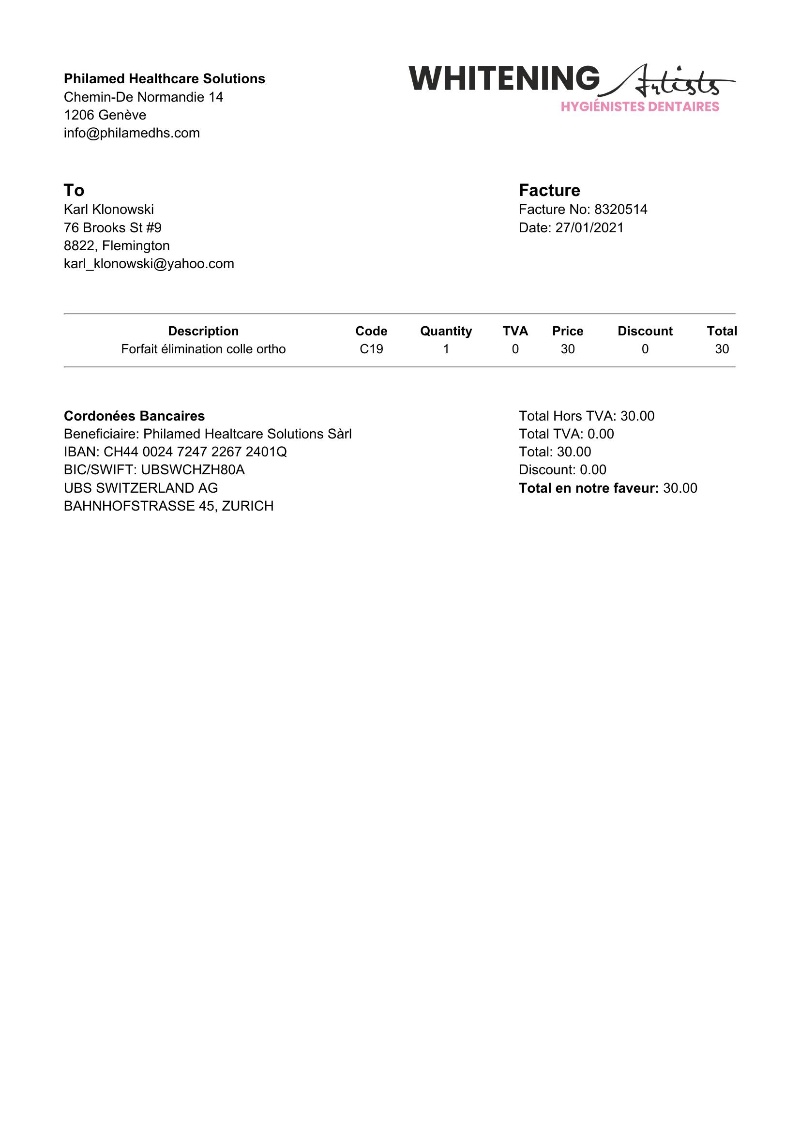 Philamed Healthcare Solutions
Chemin-De Normandie 14
1206 Genève
info@philamedhs.com
WHITENING Artists
HYGIÉNISTES DENTAIRES
To
Karl Klonowski
76 Brooks St #9
8822, Flemington
karl_klonowski@yahoo.com
Facture
Facture No: 8320514
Date: 27/01/2021
Description Code Quantity TVA Price Discount Total
Forfait élimination colle ortho C19 1 0 30 0 30
Cordonées Bancaires
Beneficiaire: Philamed Healtcare Solutions Sàrl
IBAN: CH44 0024 7247 2267 2401Q
BIC/SWIFT: UBSWCHZH80A
UBS SWITZERLAND AG
BAHNHOFSTRASSE 45, ZURICH
Total Hors TVA: 30.00
Total TVA: 0.00
Total: 30.00
Discount: 0.00
Total en notre faveur: 30.00